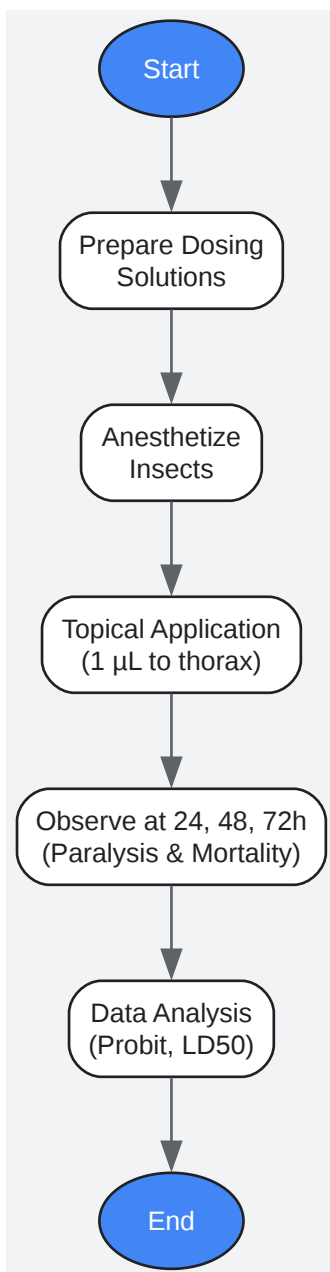 Start
Prepare Dosing
Solutions
Anesthetize
Insects
Topical Application
(1 µL to thorax)
Observe at 24, 48, 72h
(Paralysis & Mortality)
Data Analysis
(Probit, LD50)
End